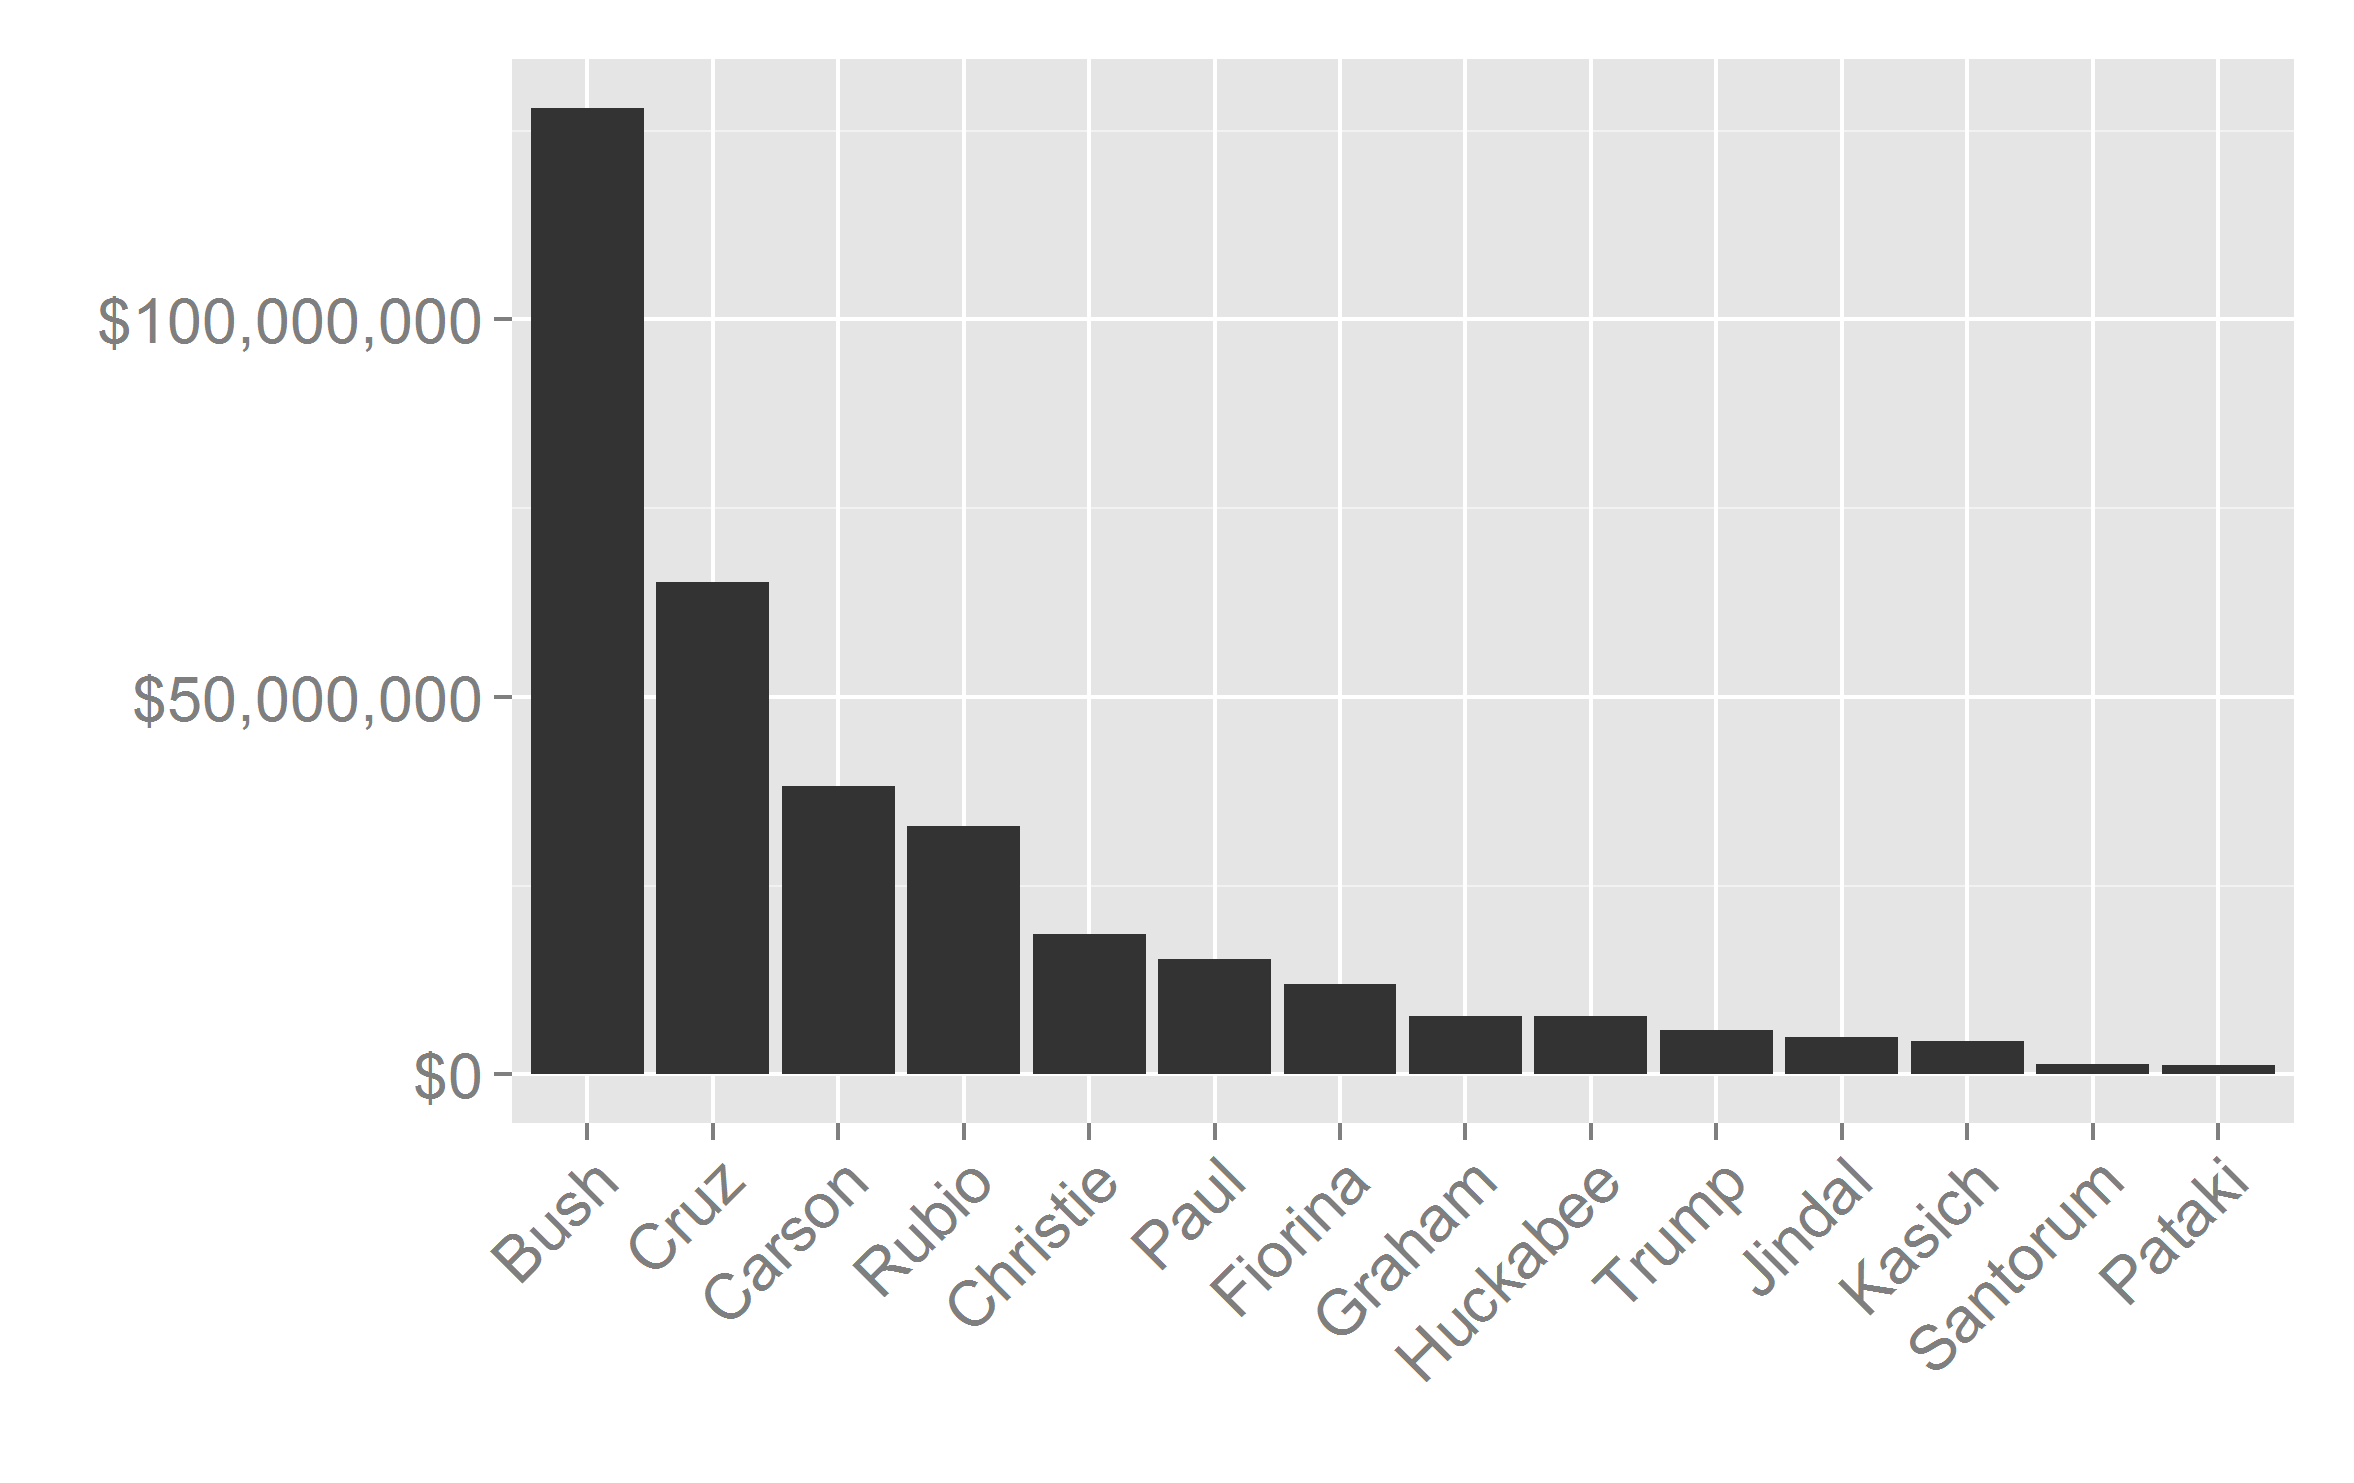 $100,000,000
$50,000,000
$0
Bush
Cruz
Carson
Rubio
Christie
Paul
Fiorina
Graham
Huckabee
Trump
Jindal
Kasich
Santorum
Pataki